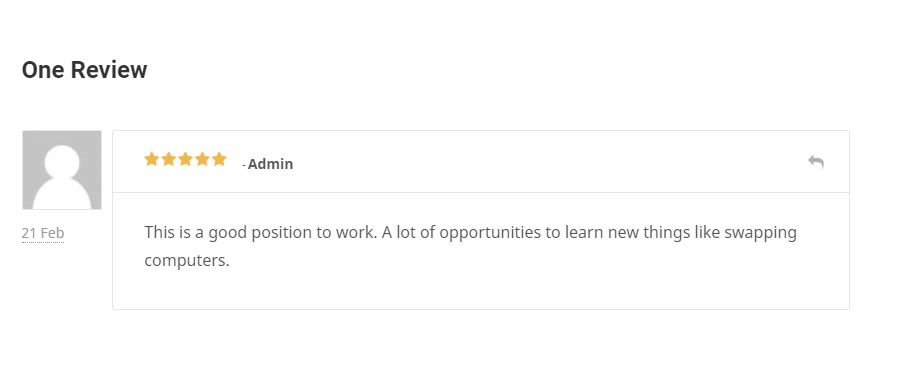 One Review
- Admin
21 Feb
This is a good position to work. A lot of opportunities to learn new things like swapping
computers.